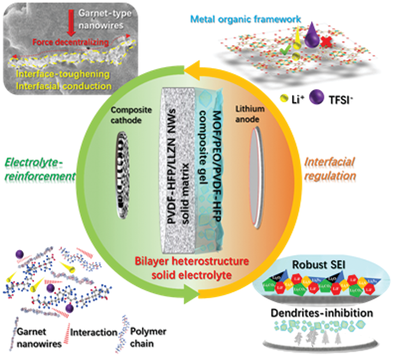 Garnet-type
nanowires
Force decentralizing
Interface-toughening
Interfacial conduction
Metal organic framework
Li⁺
TFSI⁻
Composite
cathode
PVDF-HFP/LLZN NWs
solid matrix
MOF/PEO/PVDF-HFP
composite gel
Lithium
anode
Electrolyte-
reinforcement
Interfacial
regulation
Bilayer heterostructure
solid electrolyte
Garnet
nanowires
Interaction
Polymer
chain
Robust SEI
Dendrites-inhibition